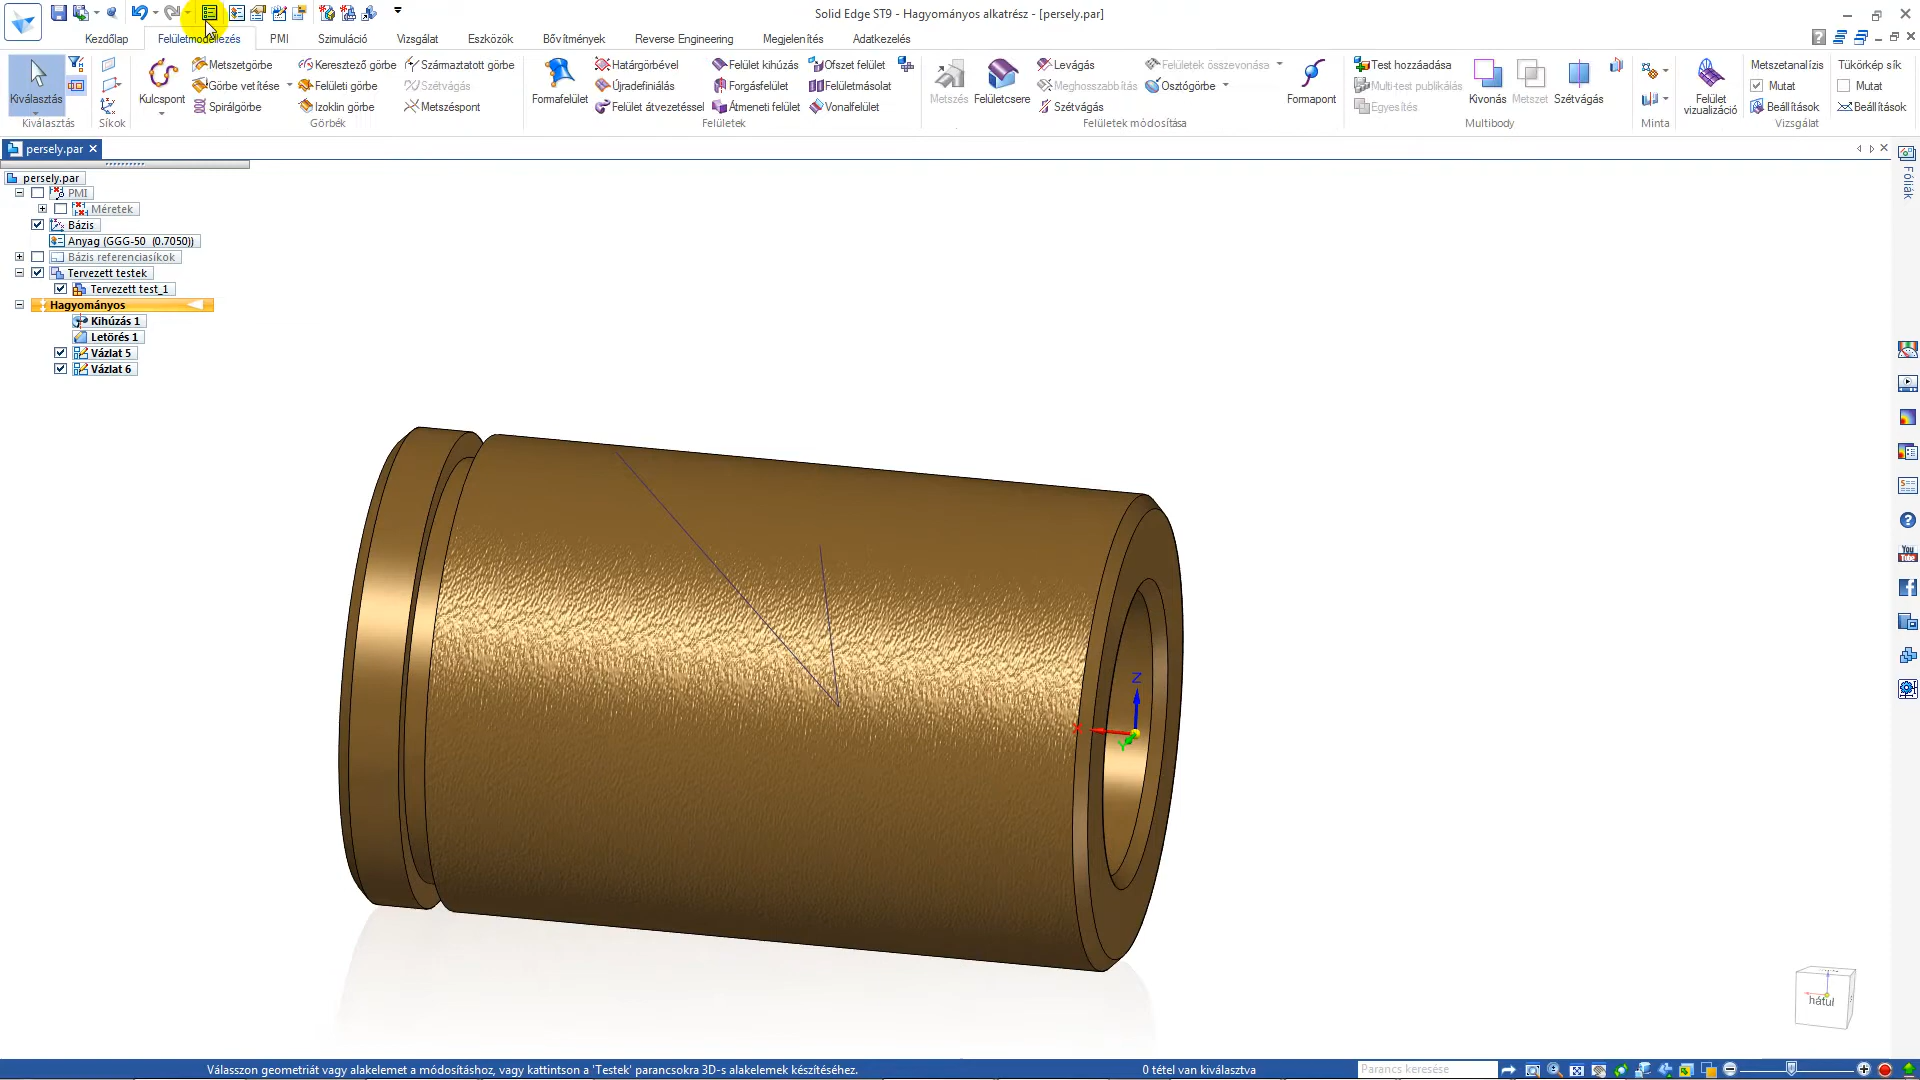 Solid Edge ST9 - Hagyományos alkatrész - [persely.par]
Kezdőlap
Felületmodellezés
PMI
Szimuláció
Vizsgálat
Eszközök
Bővítmények
Reverse Engineering
Megjelenítés
Adatkezelés
Kiválasztás
Kiválasztás
Síkok
Kulcspont
Metszetgörbe
Görbe vetítése
Spirálgörbe
Keresztező görbe
Felületi görbe
Izoklin görbe
Származtatott görbe
Szétvágás
Metszéspont
Görbék
Formafelület
Határgörbével
Újradefiniálás
Felület átvezetéssel
Felület kihúzás
Forgásfelület
Átmeneti felület
Ofszet felület
Felületmásolat
Vonalfelület
Felületek
Metszés
Felületcsere
Levágás
Meghosszabbítás
Szétvágás
Felületek összevonása
Osztógörbe
Formapont
Felületek módosítása
Test hozzáadása
Multi-test publikálás
Egyesítés
Kivonás
Metszet
Szétvágás
Multibody
Minta
Felület
vizualizáció
Metszetanalízis
Mutat
Beállítások
Tükörkép sík
Mutat
Beállítások
Vizsgálat
persely.par
persely.par
PMI
Méretek
Bázis
Anyag (GGG-50 (0.7050))
Bázis referenciasíkok
Tervezett testek
Tervezett test_1
Hagyományos
Kihúzás 1
Letörés 1
Vázlat 5
Vázlat 6
Fóliák
You
Tube
Z
X
Y
hátul
Válasszon geometriát vagy alakelemet a módosításhoz, vagy kattintson a 'Testek' parancsokra 3D-s alakelemek készítéséhez.
0 tétel van kiválasztva
Parancs keresése